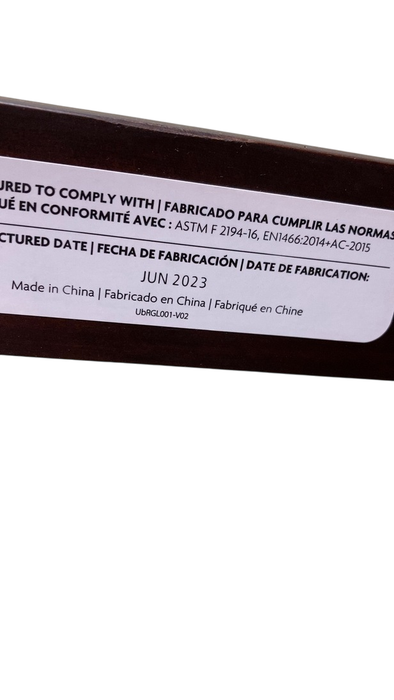 URED TO COMPLY WITH | FABRICADO PARA CUMPLIR LAS NORMAS
UÉ EN CONFORMITÉ AVEC : ASTM F 2194-16, EN1466:2014+AC-2015
CTURED DATE | FECHA DE FABRICACIÓN | DATE DE FABRICATION:
JUN 2023
Made in China | Fabricado en China | Fabriqué en Chine
UbRGL001-V02